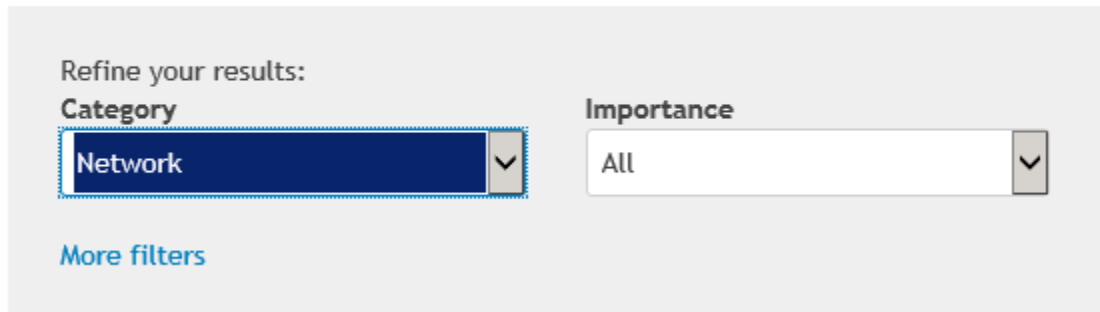 Refine your results:
Category
Importance
Network
All
More filters